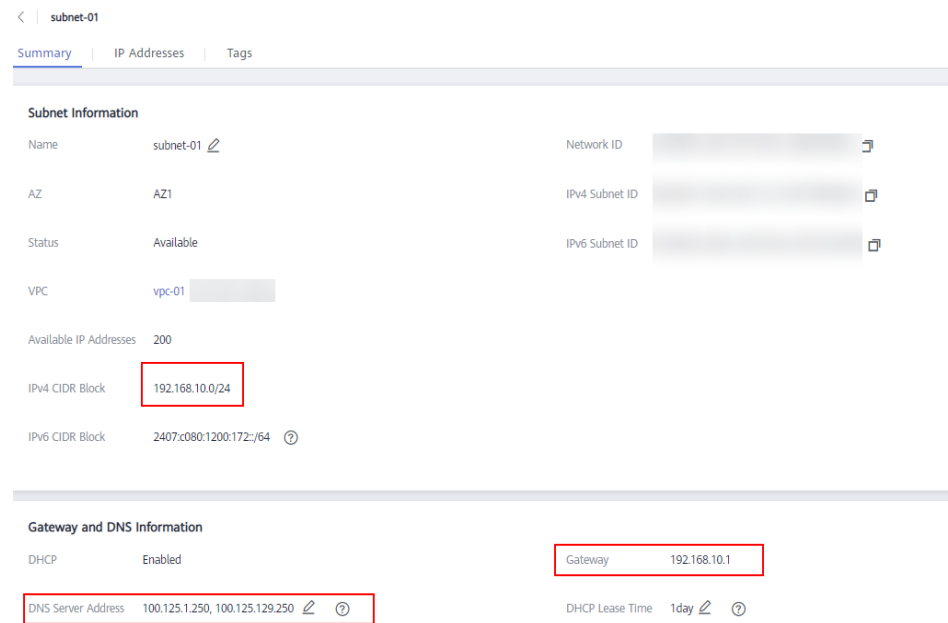 subnet-01
Summary IP Addresses Tags
Subnet Information
Name subnet-01 Network ID
AZ AZ1 IPv4 Subnet ID
Status Available IPv6 Subnet ID
VPC vpc-01
Available IP Addresses 200
IPv4 CIDR Block 192.168.10.0/24
IPv6 CIDR Block 2407:c080:1200:172::/64
Gateway and DNS Information
DHCP Enabled Gateway 192.168.10.1
DNS Server Address 100.125.1.250, 100.125.129.250 DHCP Lease Time 1day